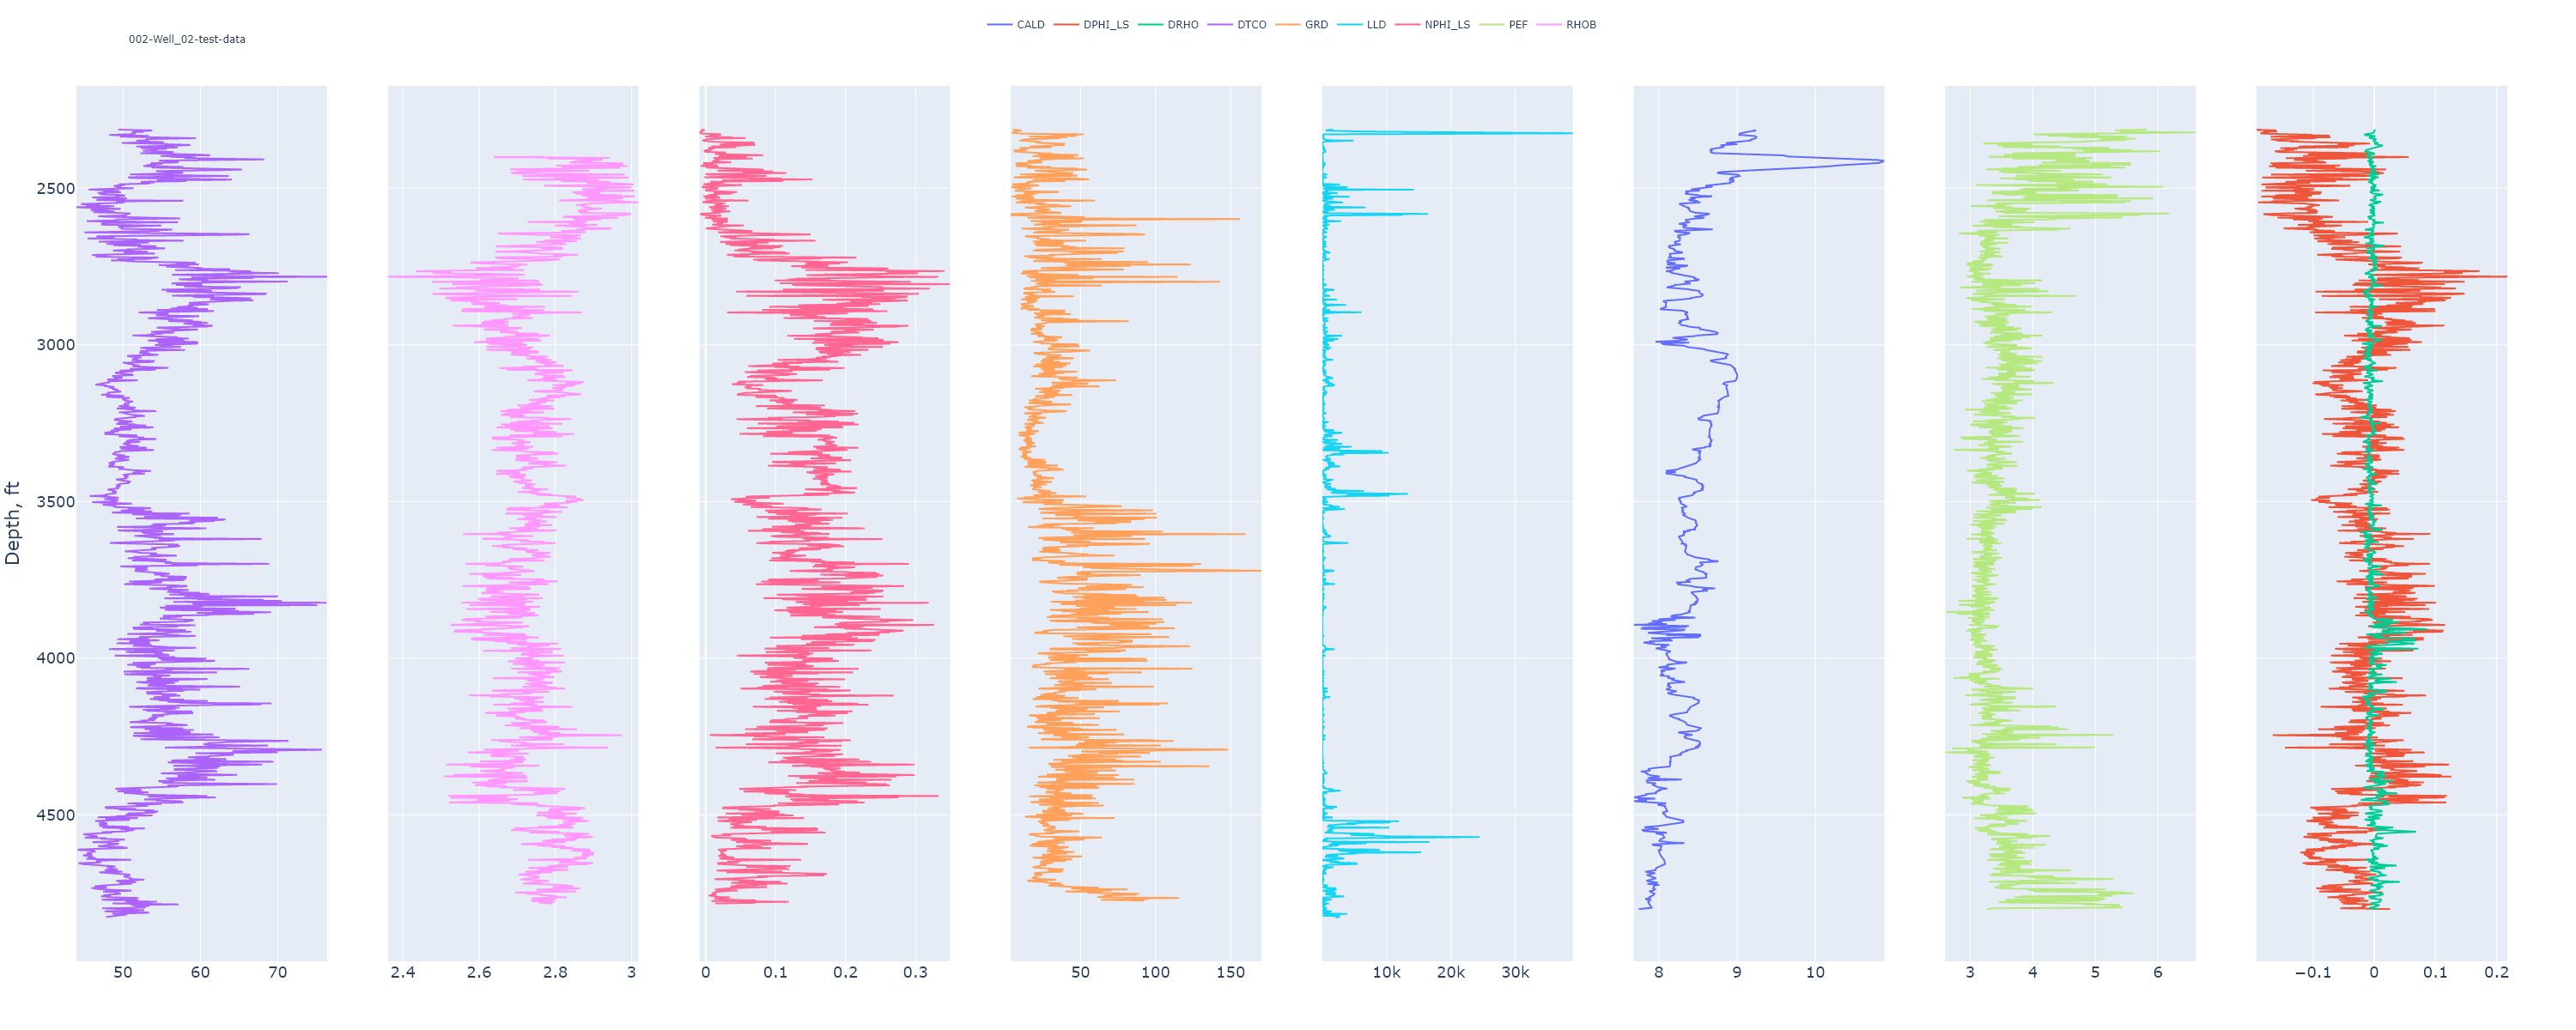 CALD DPHI_LS DRHO DTCO GRD LLD NPHI_LS PEF RHOB
002-Well_02-test-data
Depth, ft
2500
3000
3500
4000
4500
50 60 70
2.4 2.6 2.8 3
0 0.1 0.2 0.3
50 100 150
10k 20k 30k
8 9 10
3 4 5 6
−0.1 0 0.1 0.2